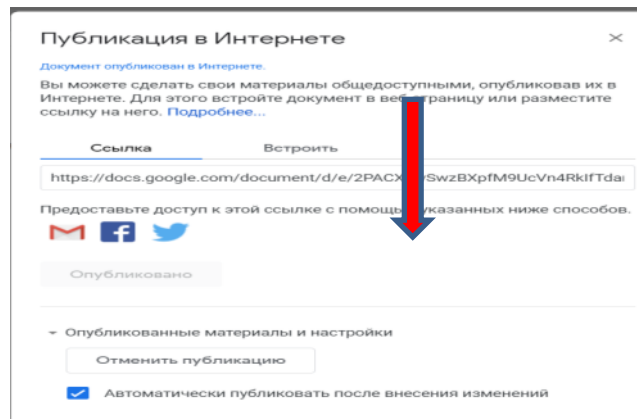 Публикация в Интернете
Документ опубликован в Интернете.
Вы можете сделать свои материалы общедоступными, опубликовав их в
Интернете. Для этого встройте документ в веб-страницу или разместите
ссылку на него. Подробнее...
Ссылка Встроить
Предоставьте доступ к этой ссылке с помощью указанных ниже способов.
Опубликовано
Опубликованные материалы и настройки
Отменить публикацию
Автоматически публиковать после внесения изменений